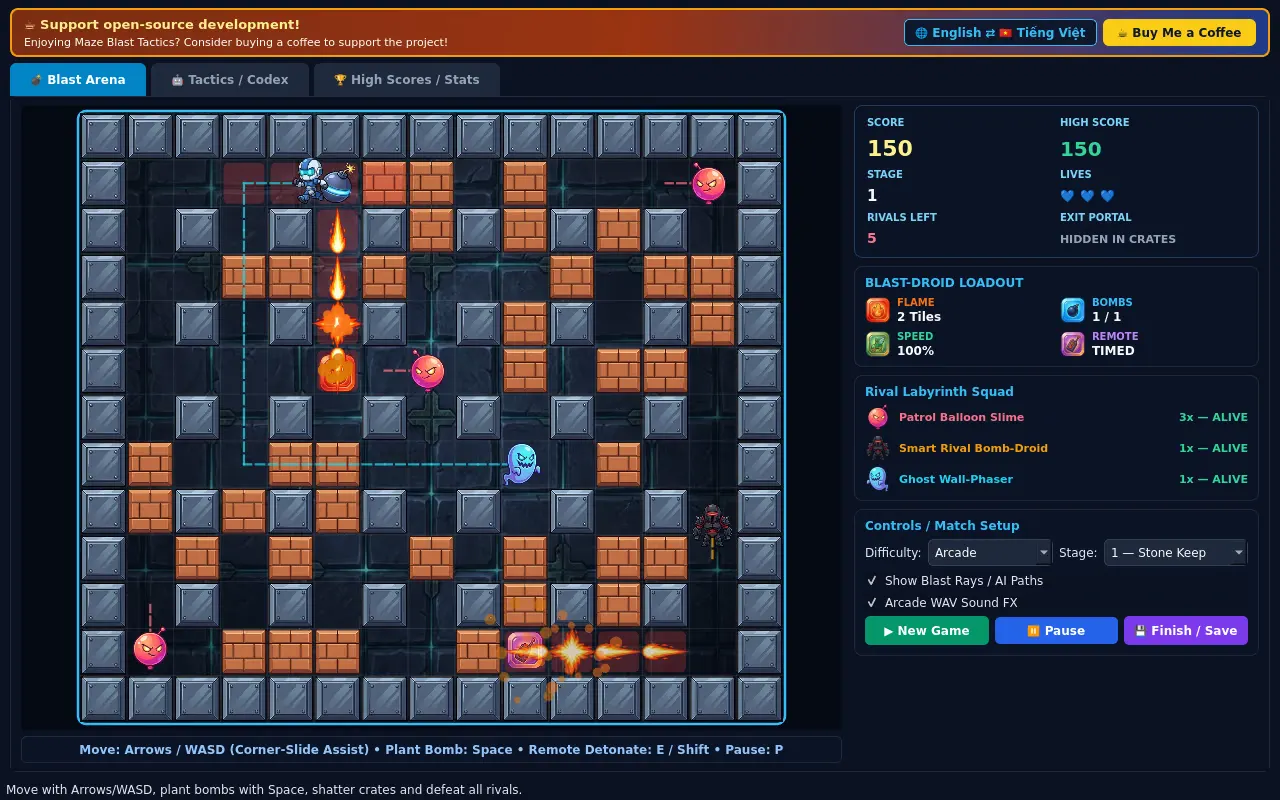 ☕ Support open-source development!
Enjoying Maze Blast Tactics? Consider buying a coffee to support the project!
🌐 English ⇄ 🇻🇳 Tiếng Việt
☕ Buy Me a Coffee
💣 Blast Arena
🤖 Tactics / Codex
🏆 High Scores / Stats
SCORE
HIGH SCORE
150
150
STAGE
LIVES
1
💙 💙 💙
RIVALS LEFT
EXIT PORTAL
5
HIDDEN IN CRATES
BLAST-DROID LOADOUT
FLAME
2 Tiles
BOMBS
1 / 1
SPEED
100%
REMOTE
TIMED
Rival Labyrinth Squad
Patrol Balloon Slime
3x — ALIVE
Smart Rival Bomb-Droid
1x — ALIVE
Ghost Wall-Phaser
1x — ALIVE
Controls / Match Setup
Difficulty: Arcade Stage: 1 — Stone Keep
✓ Show Blast Rays / AI Paths
✓ Arcade WAV Sound FX
▶ New Game
⏸ Pause
💾 Finish / Save
Move: Arrows / WASD (Corner-Slide Assist) • Plant Bomb: Space • Remote Detonate: E / Shift • Pause: P
Move with Arrows/WASD, plant bombs with Space, shatter crates and defeat all rivals.